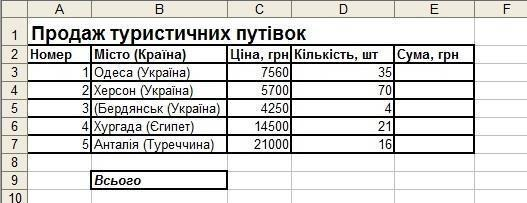 A B C D E F
1 Продаж туристичних путівок
2 Номер Місто (Країна) Ціна, грн Кількість, шт Сума, грн
3 1 Одеса (Україна) 7560 35
4 2 Херсон (Україна) 5700 70
5 3 (Бердянськ (Україна) 4250 4
6 4 Хургада (Єгипет) 14500 21
7 5 Анталія (Туреччина) 21000 16
8
9 Всього
10